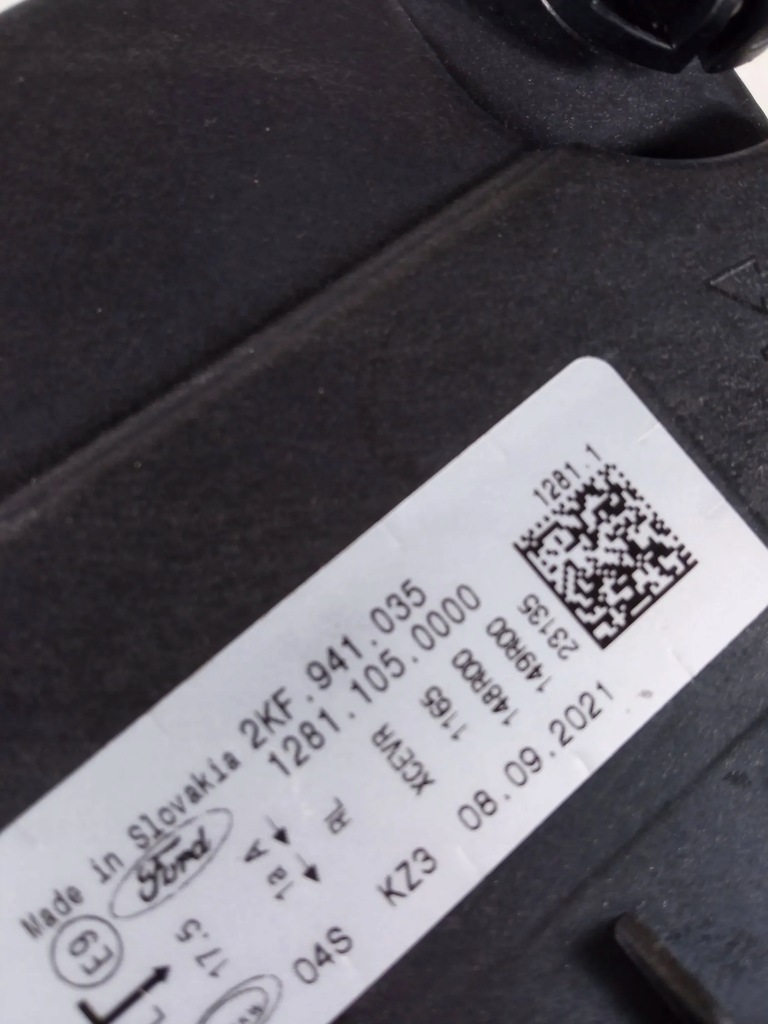 1281.1
Made in Slovakia 2KF.941.035
1281.105.0000
Ford
A RL XCEVR 1165 148R00 149R00 23135
1a
E9 17.5
04S KZ3 08.09.2021
L